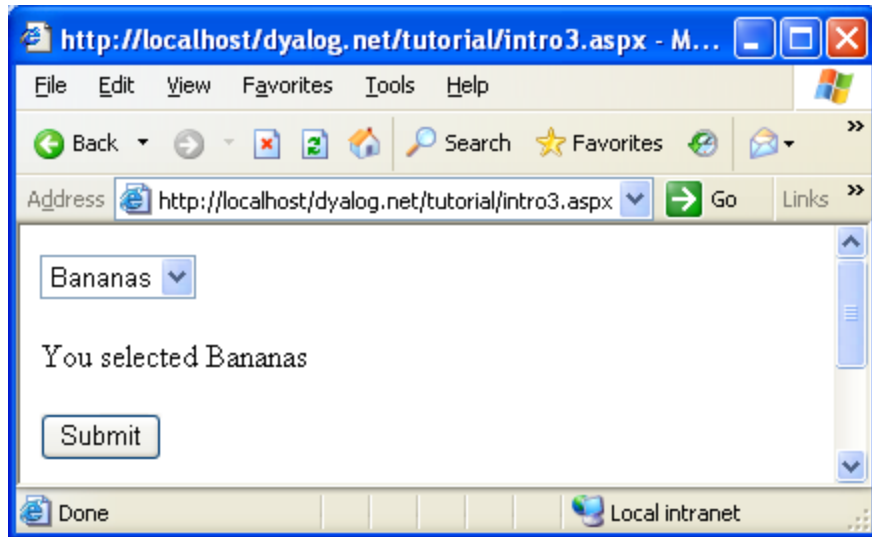 http://localhost/dyalog.net/tutorial/intro3.aspx - M...
File Edit View Favorites Tools Help
Back Search Favorites »
Address http://localhost/dyalog.net/tutorial/intro3.aspx Go Links »
Bananas
You selected Bananas
Submit
Done Local intranet